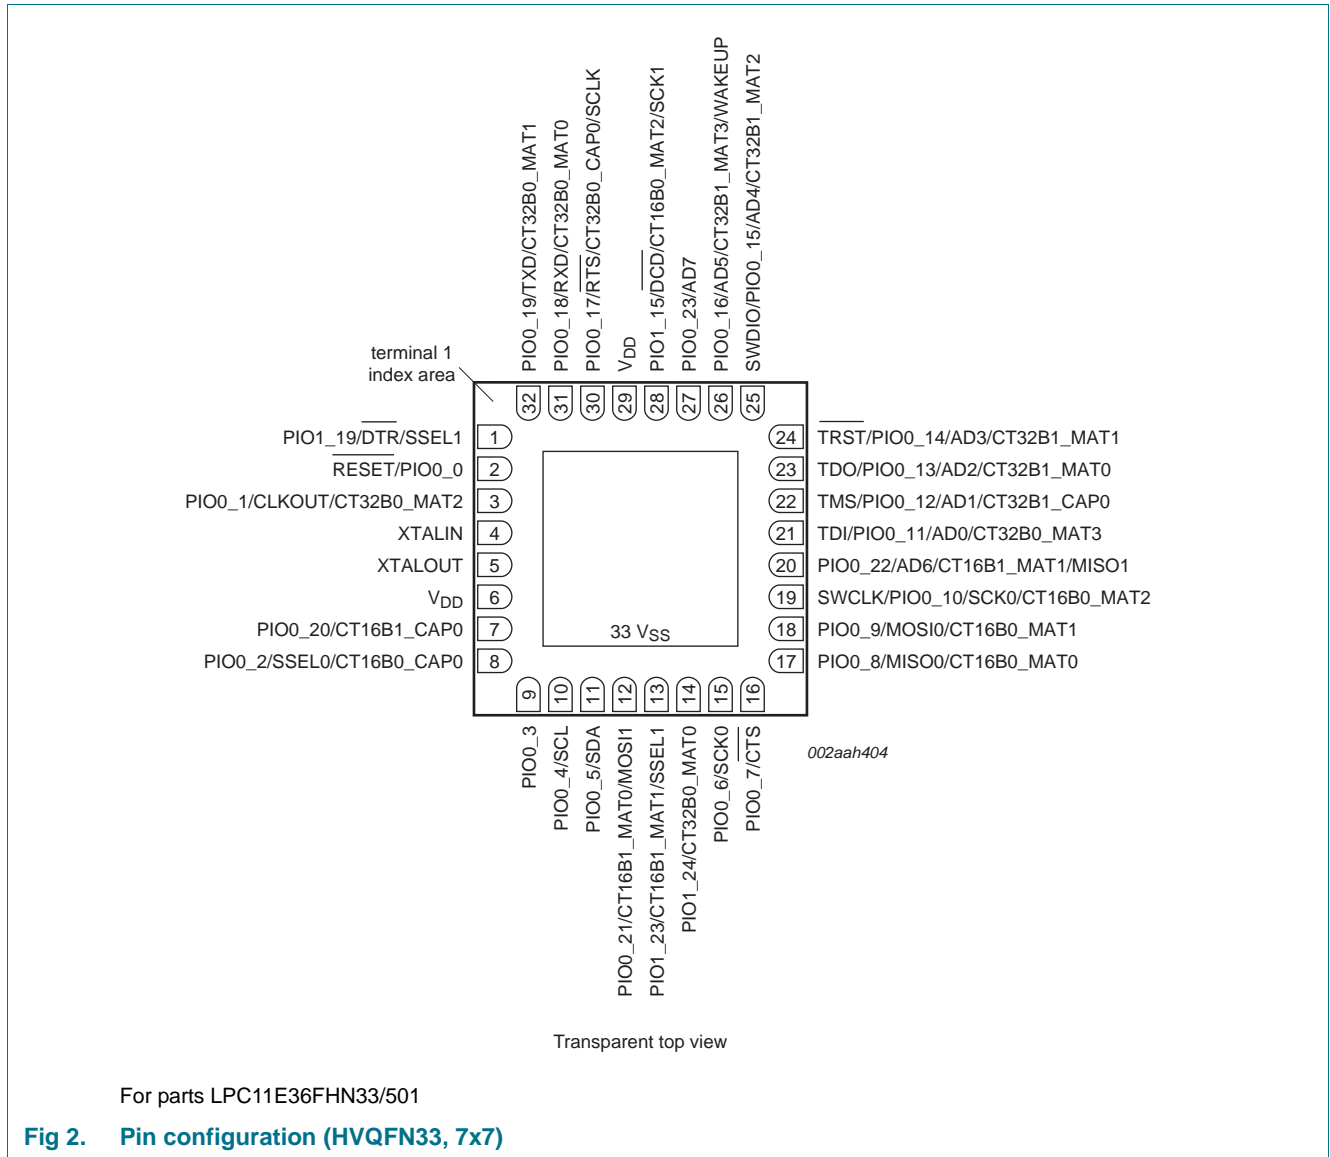 PIO0_19/TXD/CT32B0_MAT1
PIO0_18/RXD/CT32B0_MAT0
PIO0_17/RTS/CT32B0_CAP0/SCLK
VDD
PIO1_15/DCD/CT16B0_MAT2/SCK1
PIO0_23/AD7
PIO0_16/AD5/CT32B1_MAT3/WAKEUP
SWDIO/PIO0_15/AD4/CT32B1_MAT2
terminal 1
index area
32
31
30
29
28
27
26
25
PIO1_19/DTR/SSEL1
1
24
TRST/PIO0_14/AD3/CT32B1_MAT1
RESET/PIO0_0
2
23
TDO/PIO0_13/AD2/CT32B1_MAT0
PIO0_1/CLKOUT/CT32B0_MAT2
3
22
TMS/PIO0_12/AD1/CT32B1_CAP0
XTALIN
4
21
TDI/PIO0_11/AD0/CT32B0_MAT3
XTALOUT
5
20
PIO0_22/AD6/CT16B1_MAT1/MISO1
VDD
6
19
SWCLK/PIO0_10/SCK0/CT16B0_MAT2
PIO0_20/CT16B1_CAP0
7
33 VSS
18
PIO0_9/MOSI0/CT16B0_MAT1
PIO0_2/SSEL0/CT16B0_CAP0
8
17
PIO0_8/MISO0/CT16B0_MAT0
9
10
11
12
13
14
15
16
PIO0_3
PIO0_4/SCL
PIO0_5/SDA
PIO0_21/CT16B1_MAT0/MOSI1
PIO1_23/CT16B1_MAT1/SSEL1
PIO1_24/CT32B0_MAT0
PIO0_6/SCK0
PIO0_7/CTS
002aah404
Transparent top view
For parts LPC11E36FHN33/501
Fig 2. Pin configuration (HVQFN33, 7x7)